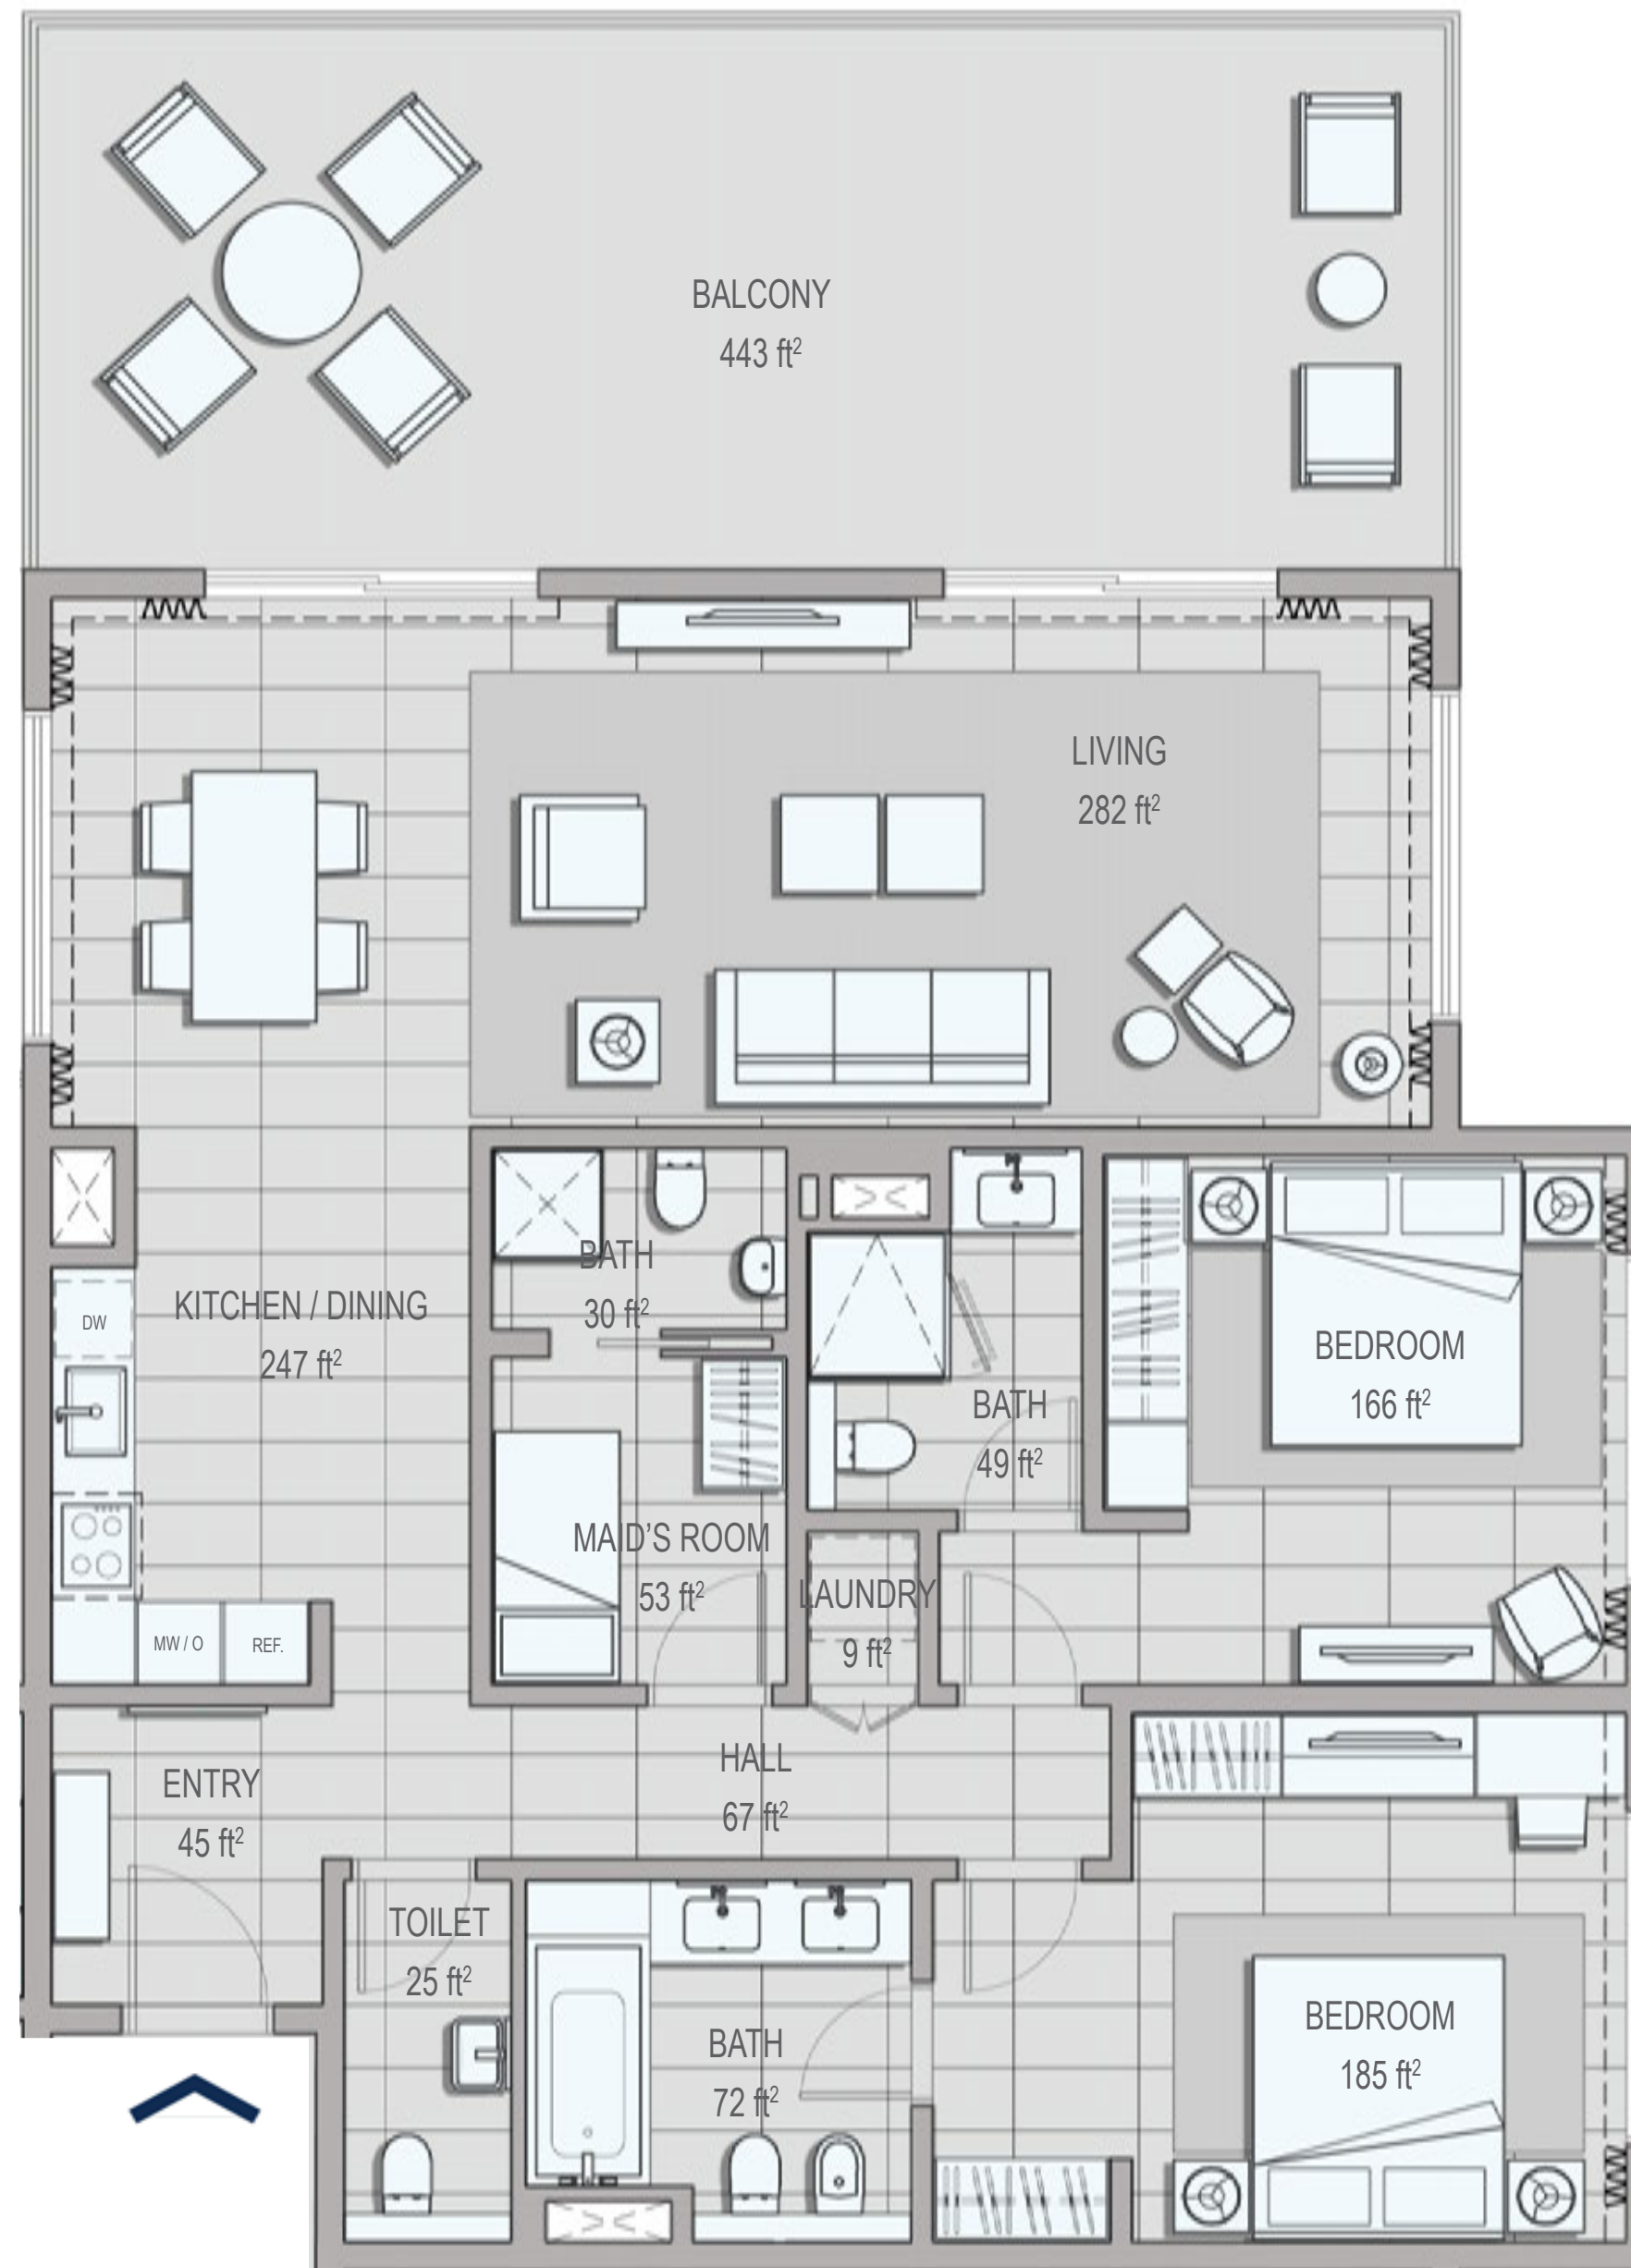 BALCONY
443 ft²
LIVING
282 ft²
BATH
30 ft²
KITCHEN / DINING
247 ft²
DW
BEDROOM
166 ft²
BATH
49 ft²
MAID'S ROOM
53 ft²
LAUNDRY
9 ft²
MW / O
REF.
HALL
67 ft²
ENTRY
45 ft²
TOILET
25 ft²
BATH
72 ft²
BEDROOM
185 ft²